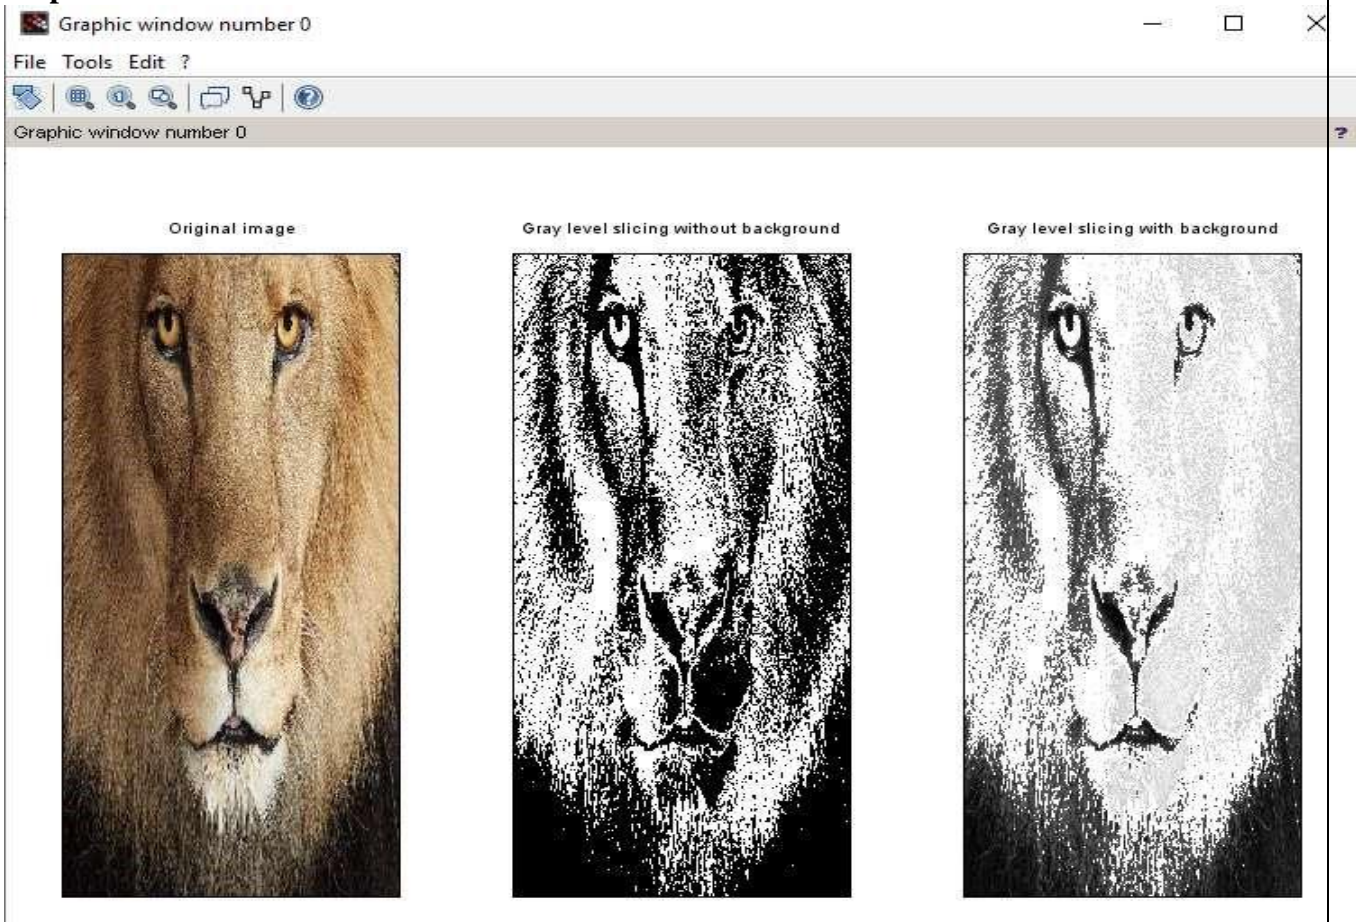 Graphic window number 0
File Tools Edit ?
Graphic window number 0 ?
Original image
Gray level slicing without background
Gray level slicing with background